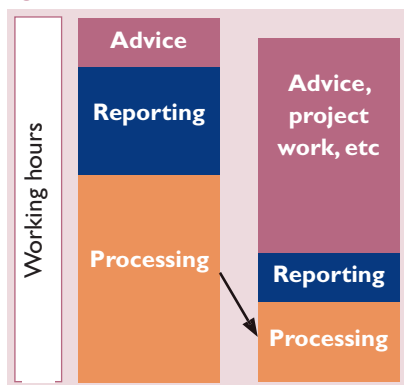 Working hours
Advice
Reporting
Processing
Advice,
project
work, etc
Reporting
Processing